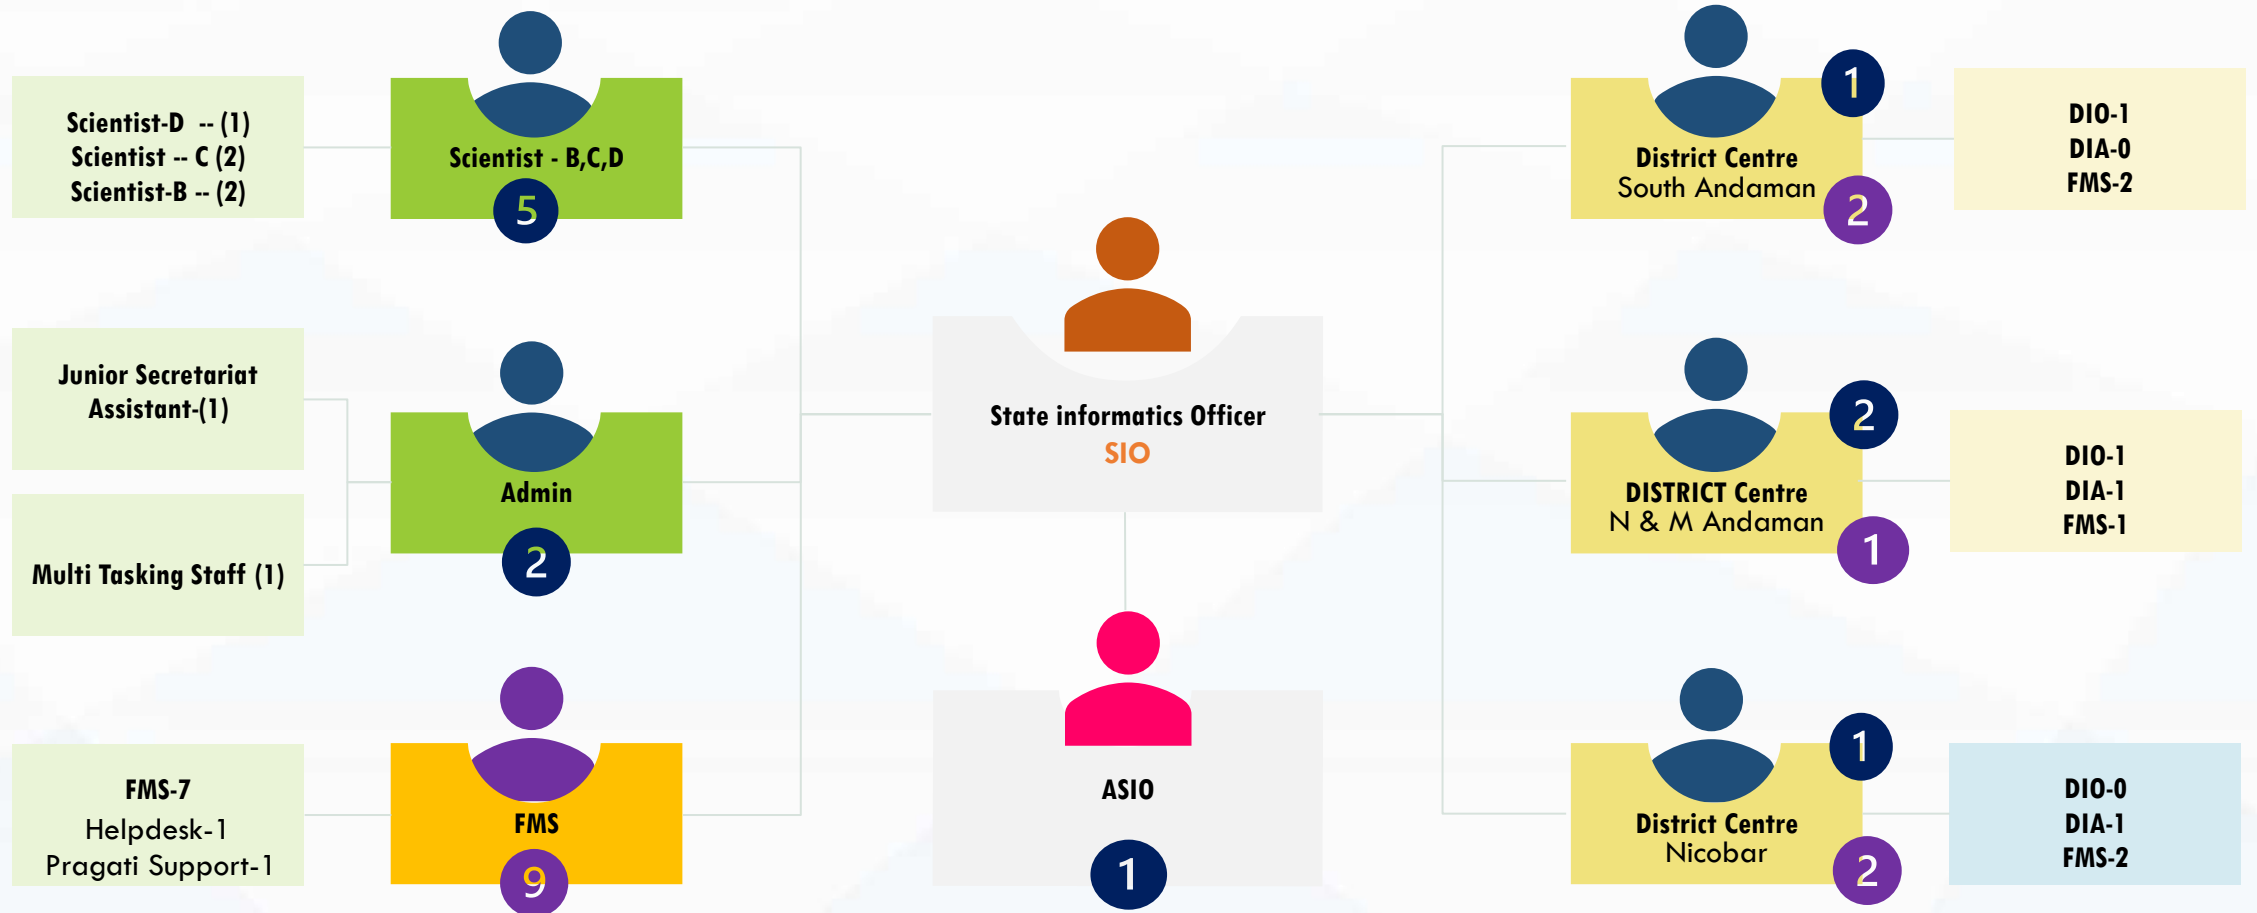 Scientist-D -- (1)
Scientist -- C (2)
Scientist-B -- (2)
Scientist - B,C,D
5
Junior Secretariat
Assistant-(1)
Multi Tasking Staff (1)
Admin
2
FMS-7
Helpdesk-1
Pragati Support-1
FMS
9
State informatics Officer
SIO
ASIO
1
District Centre
South Andaman
1
2
DIO-1
DIA-0
FMS-2
DISTRICT Centre
N & M Andaman
2
1
DIO-1
DIA-1
FMS-1
District Centre
Nicobar
1
2
DIO-0
DIA-1
FMS-2